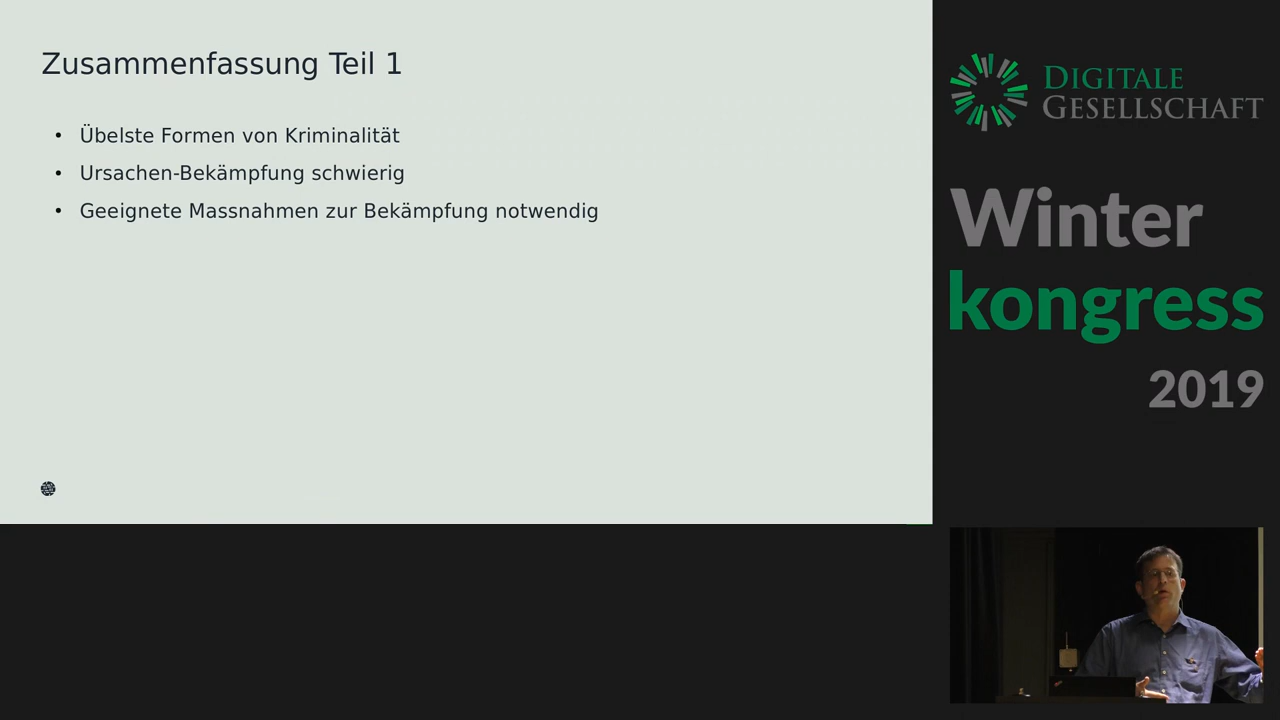 Zusammenfassung Teil 1
• Übelste Formen von Kriminalität
• Ursachen-Bekämpfung schwierig
• Geeignete Massnahmen zur Bekämpfung notwendig
DIGITALE
GESELLSCHAFT
Winter
kongress
2019